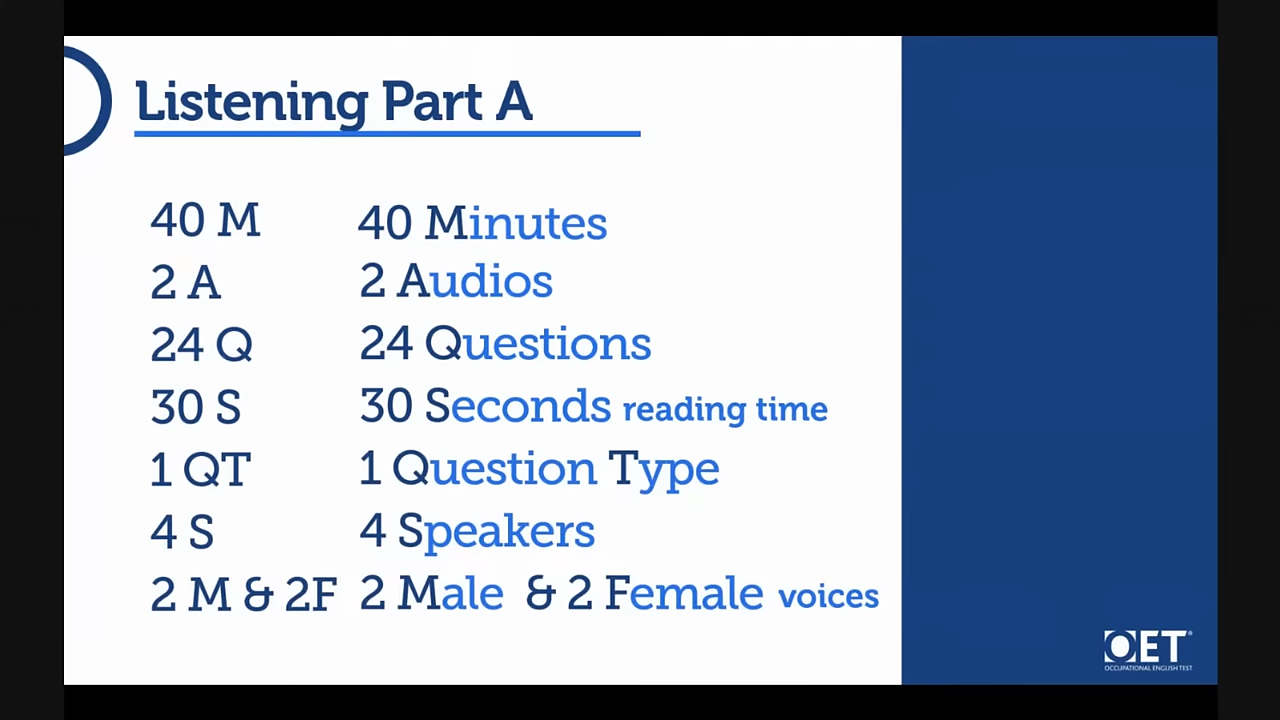 Listening Part A
40 M 40 Minutes
2 A 2 Audios
24 Q 24 Questions
30 S 30 Seconds reading time
1 QT 1 Question Type
4 S 4 Speakers
2 M & 2F 2 Male & 2 Female voices
OET®
OCCUPATIONAL ENGLISH TEST